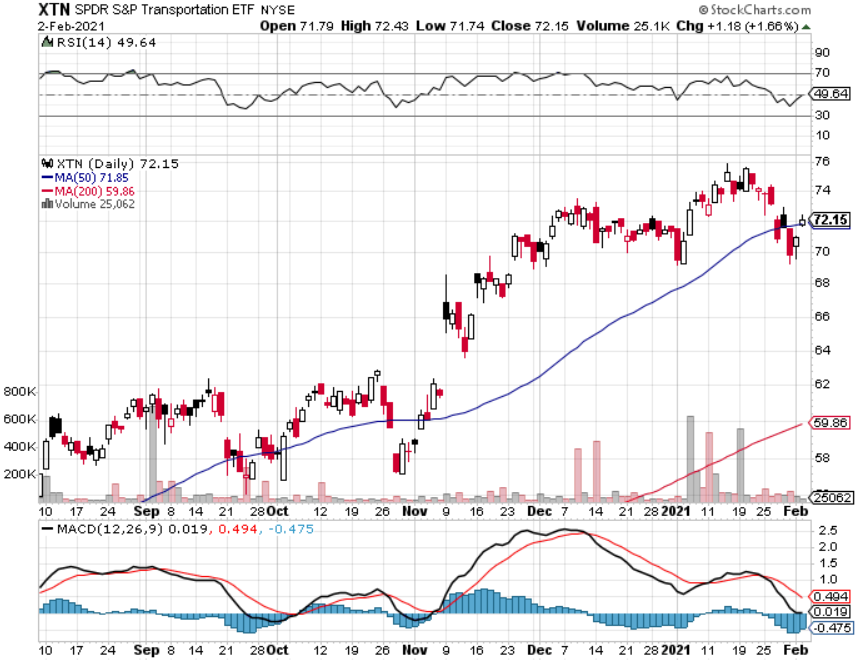 XTN SPDR S&P Transportation ETF NYSE © StockCharts.com
2-Feb-2021 Open 71.79 High 72.43 Low 71.74 Close 72.15 Volume 25.1K Chg +1.18 (+1.66%)
RSI(14) 49.64
90
70
49.64
30
10
XTN (Daily) 72.15
MA(50) 71.85
MA(200) 59.86
Volume 25,062
76
74
72.15
70
68
66
64
62
59.86
58
25062
800K
600K
400K
200K
10 17 24 Sep 8 14 21 28 Oct 12 19 26 Nov 9 16 23 Dec 7 14 21 28 2021 11 19 25 Feb
MACD(12,26,9) 0.019, 0.494, -0.475
2.5
2.0
1.5
1.0
0.494
0.019
-0.475
10 17 24 Sep 8 14 21 28 Oct 12 19 26 Nov 9 16 23 Dec 7 14 21 28 2021 11 19 25 Feb